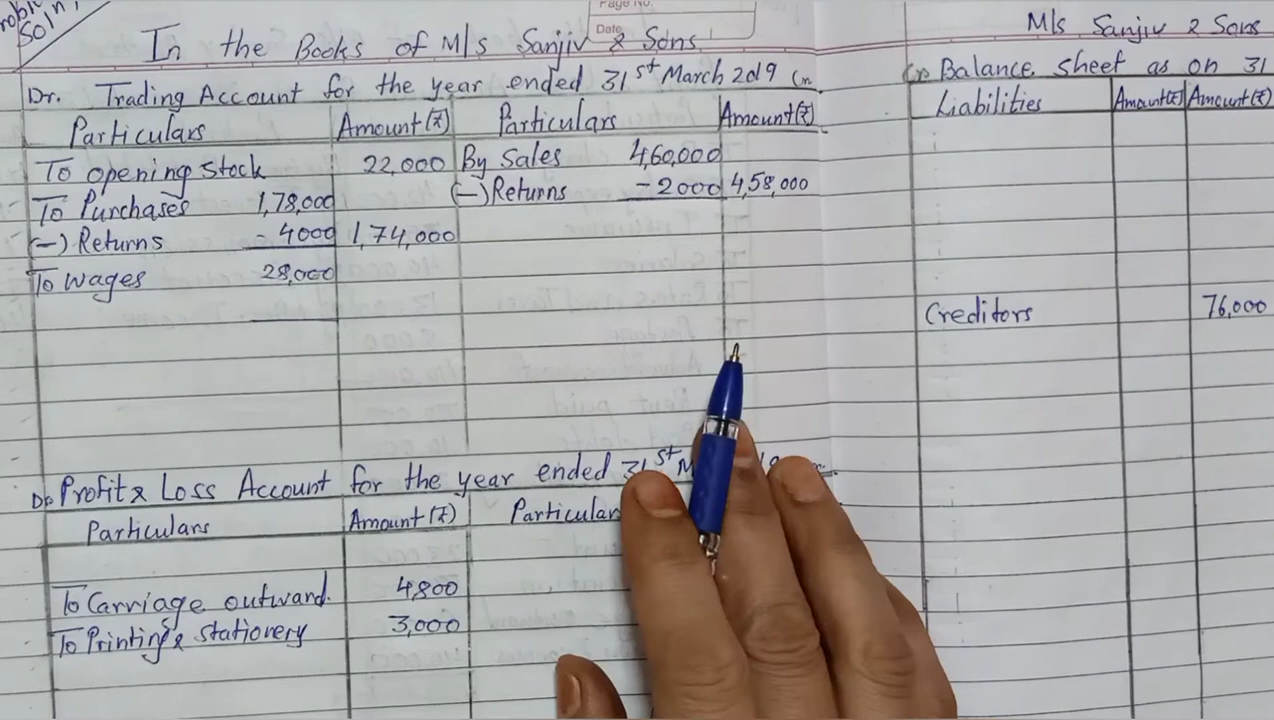 Page No.
Date
Soln,
In the Books of M/s Sanjiv & Sons
Dr. Trading Account for the year ended 31st March 2019 Cr.
Particulars Amount (₹) Particulars Amount (₹)
To opening stock 22,000 By Sales 4,60,000
To Purchases 1,78,000 (-) Returns - 2000 4,58,000
(-) Returns - 4000 1,74,000
To wages 28,000
Dr. Profit & Loss Account for the year ended 31st
Particulars Amount (₹)
To Carriage outward. 4,800
To Printing & stationery 3,000
M/s Sanjiv & Sons
Balance sheet as on 31
Liabilities Amount(₹) Amount(₹)
Creditors 76,000